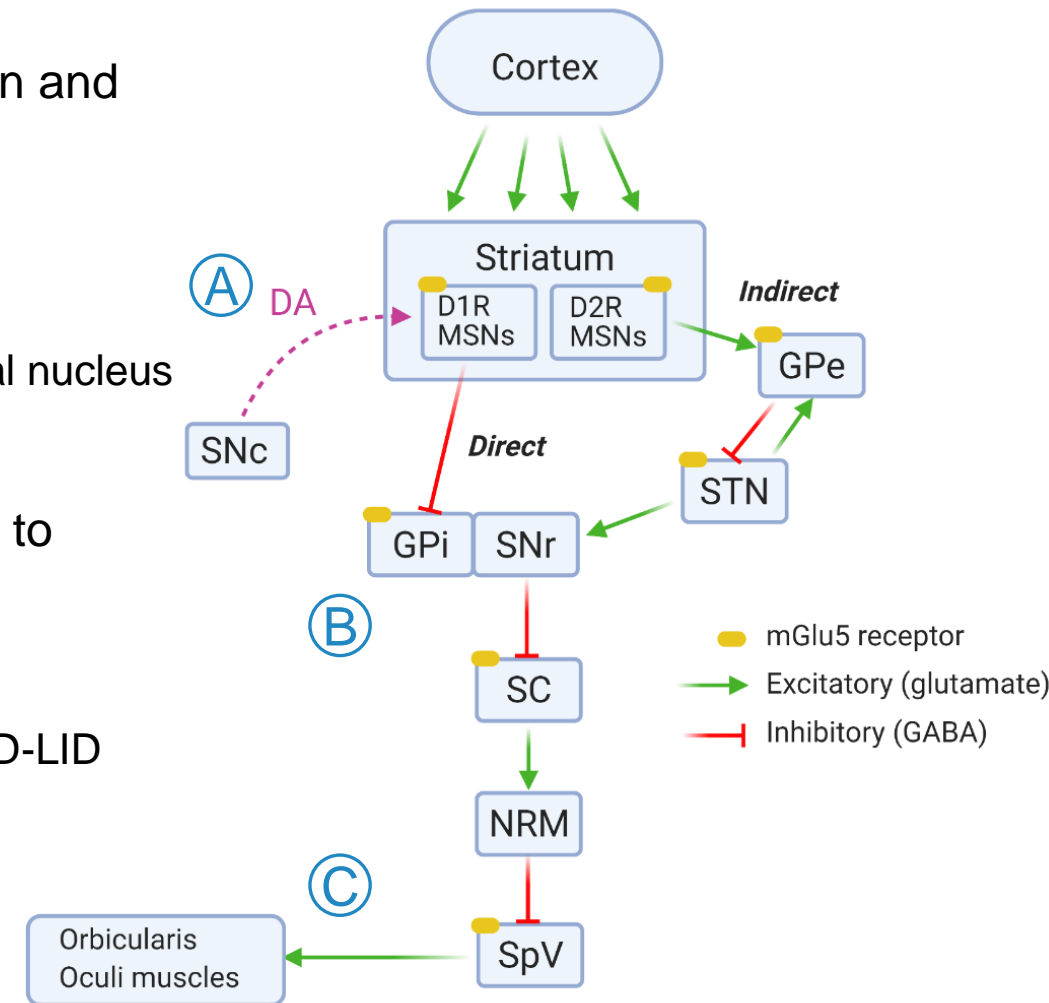 n and
al nucleus
to
D-LID
Cortex
Striatum
D1R
MSNs
D2R
MSNs
Indirect
GPe
A
DA
SNc
Direct
STN
GPi
SNr
B
SC
mGlu5 receptor
Excitatory (glutamate)
Inhibitory (GABA)
NRM
C
SpV
Orbicularis
Oculi muscles